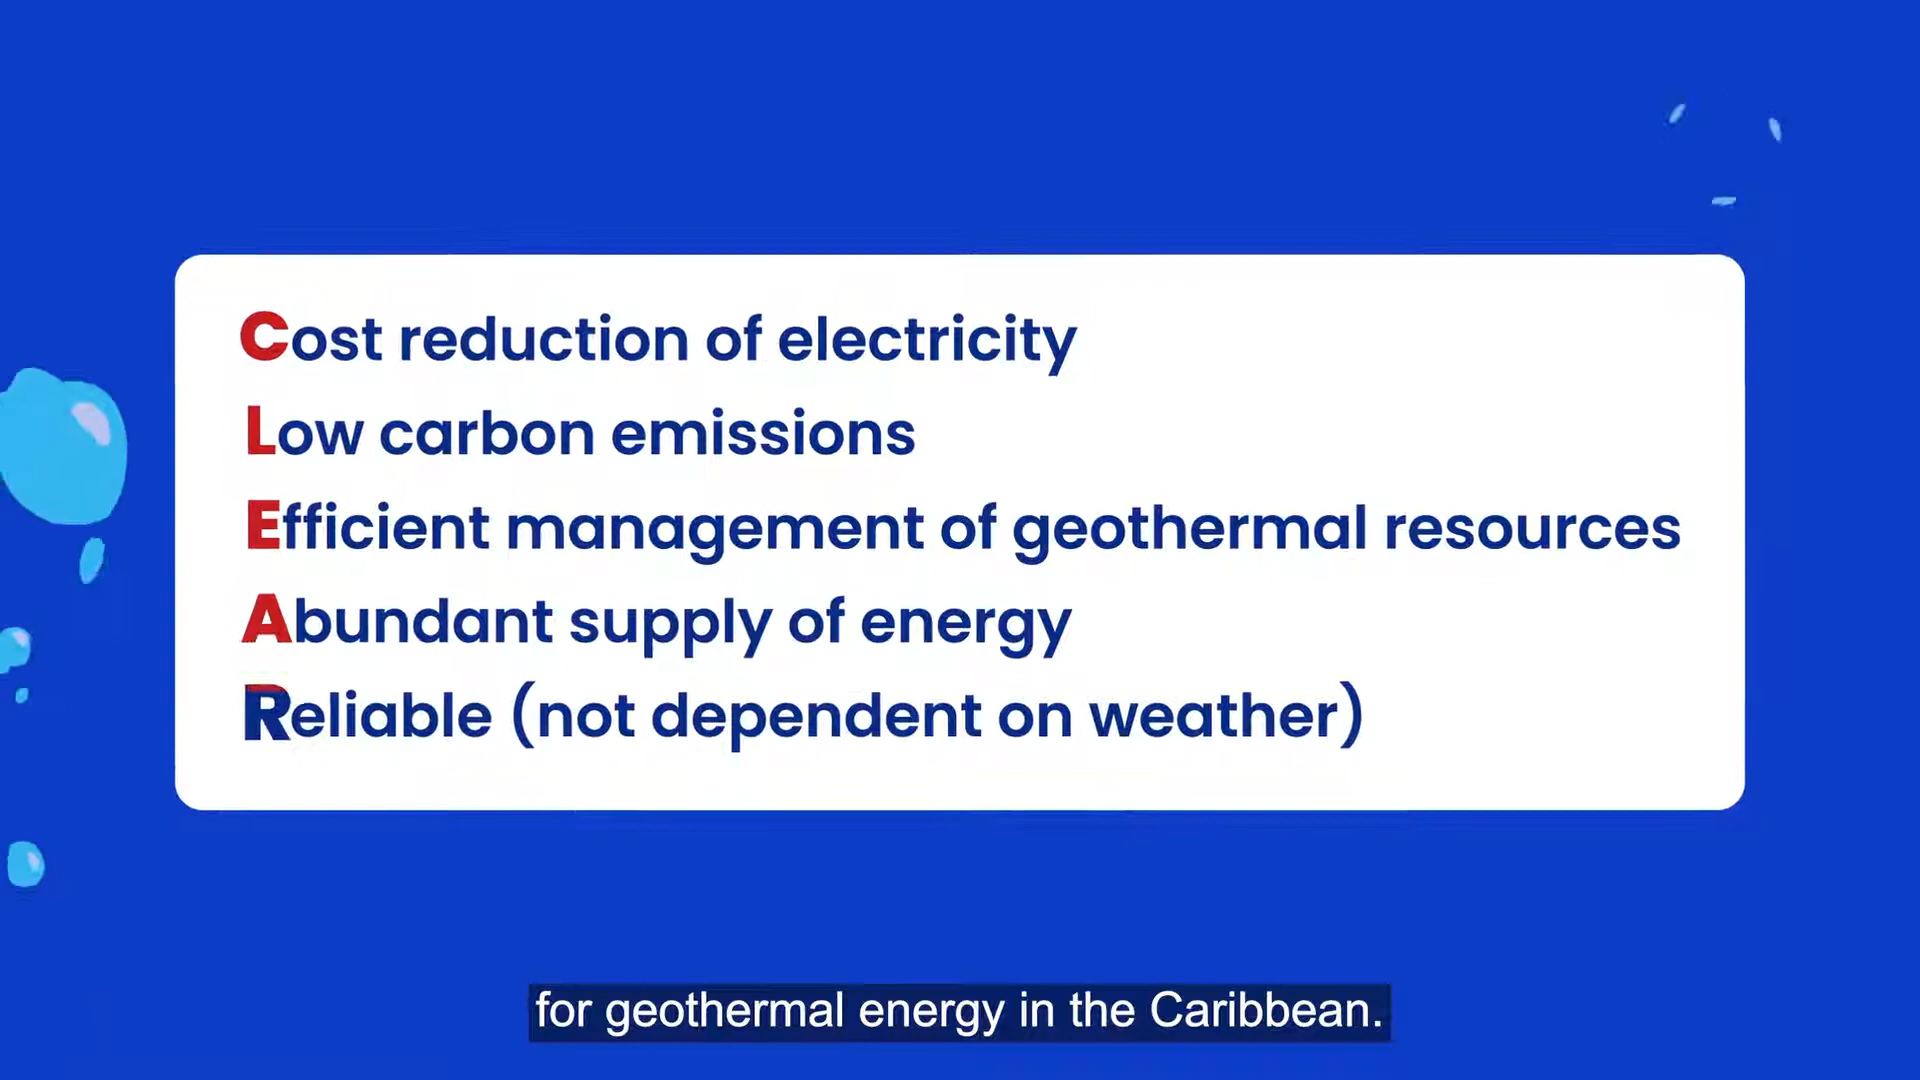 Cost reduction of electricity
Low carbon emissions
Efficient management of geothermal resources
Abundant supply of energy
Reliable (not dependent on weather)
for geothermal energy in the Caribbean.